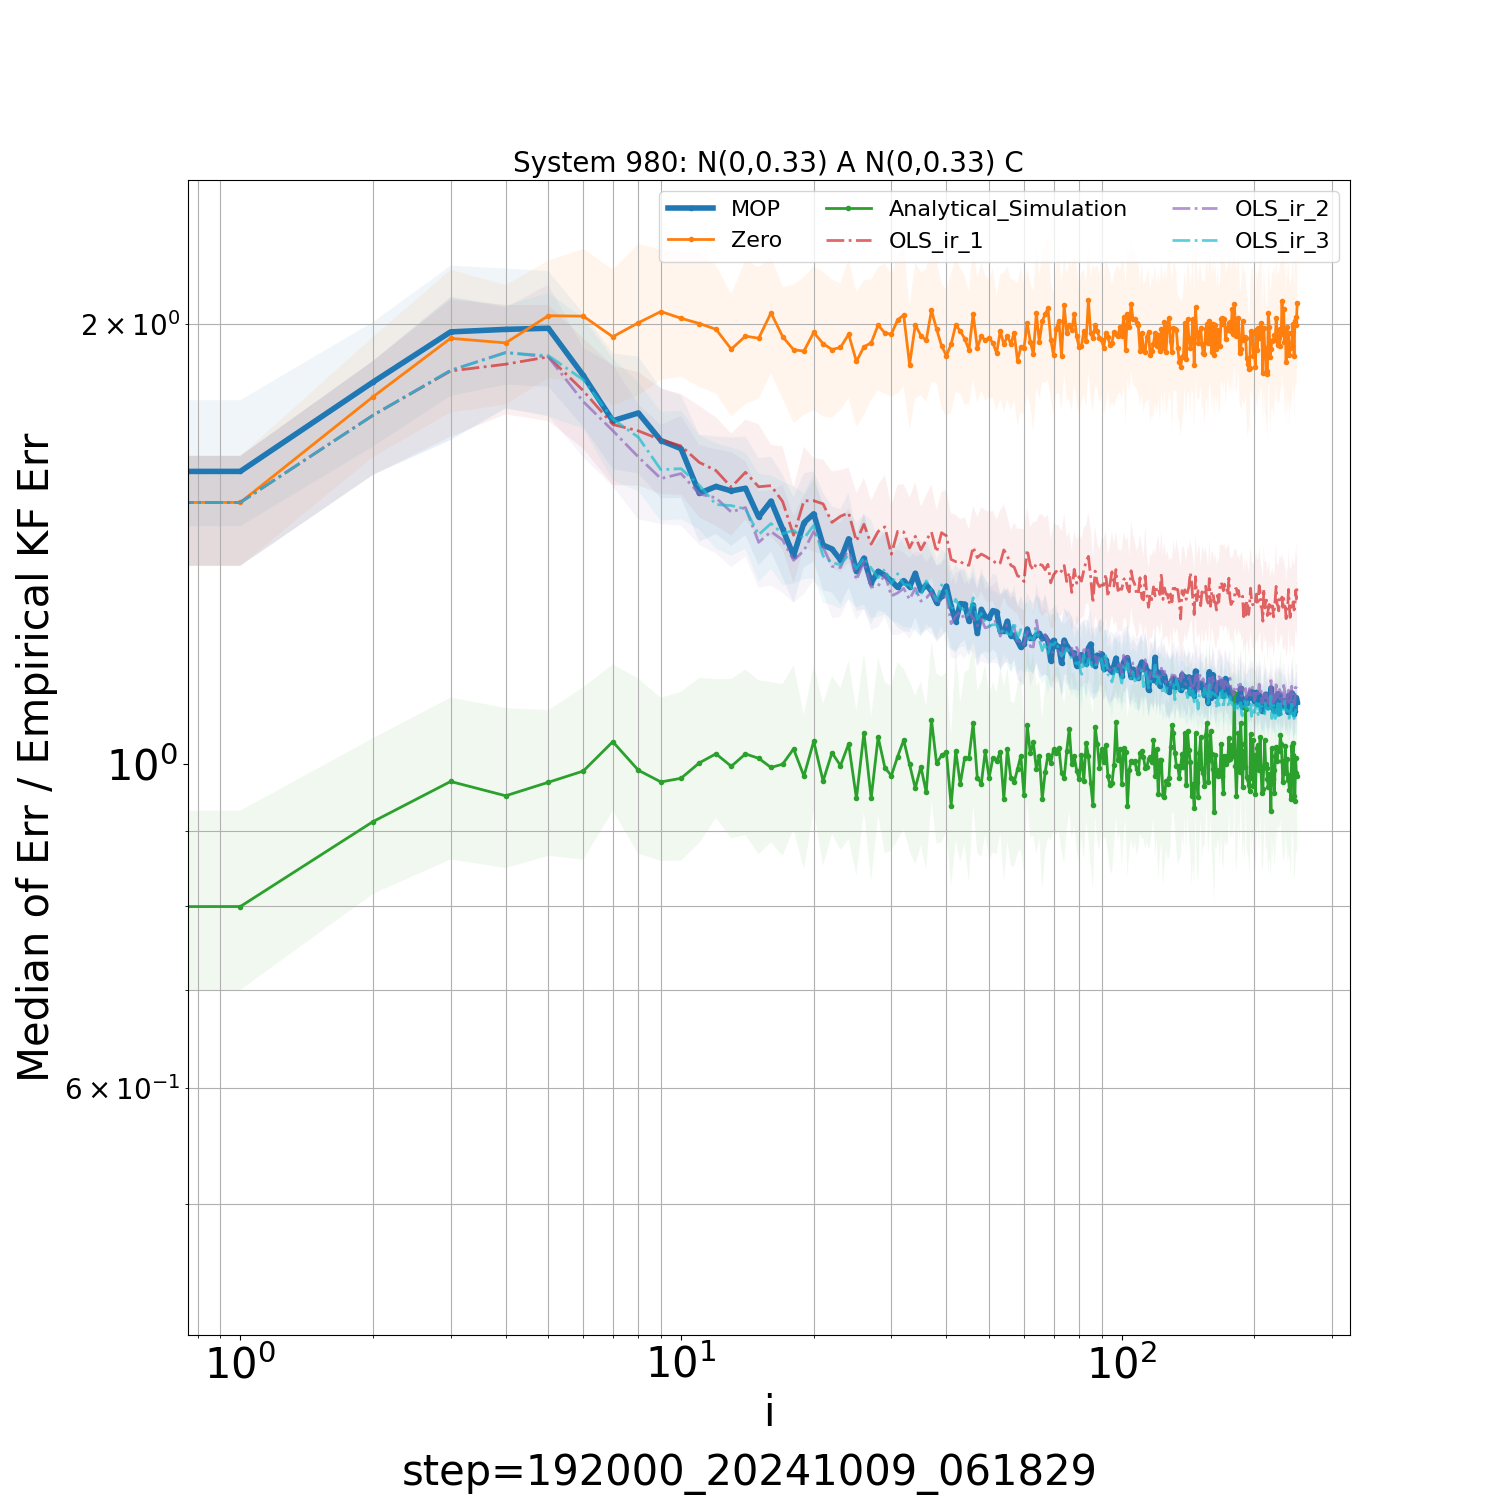 System 980: N(0,0.33) A N(0,0.33) C
MOP
Zero
Analytical_Simulation
OLS_ir_1
OLS_ir_2
OLS_ir_3
Median of Err / Empirical KF Err
2 × 10⁰
10⁰
6 × 10⁻¹
10⁰ 10¹ 10²
i
step=192000_20241009_061829